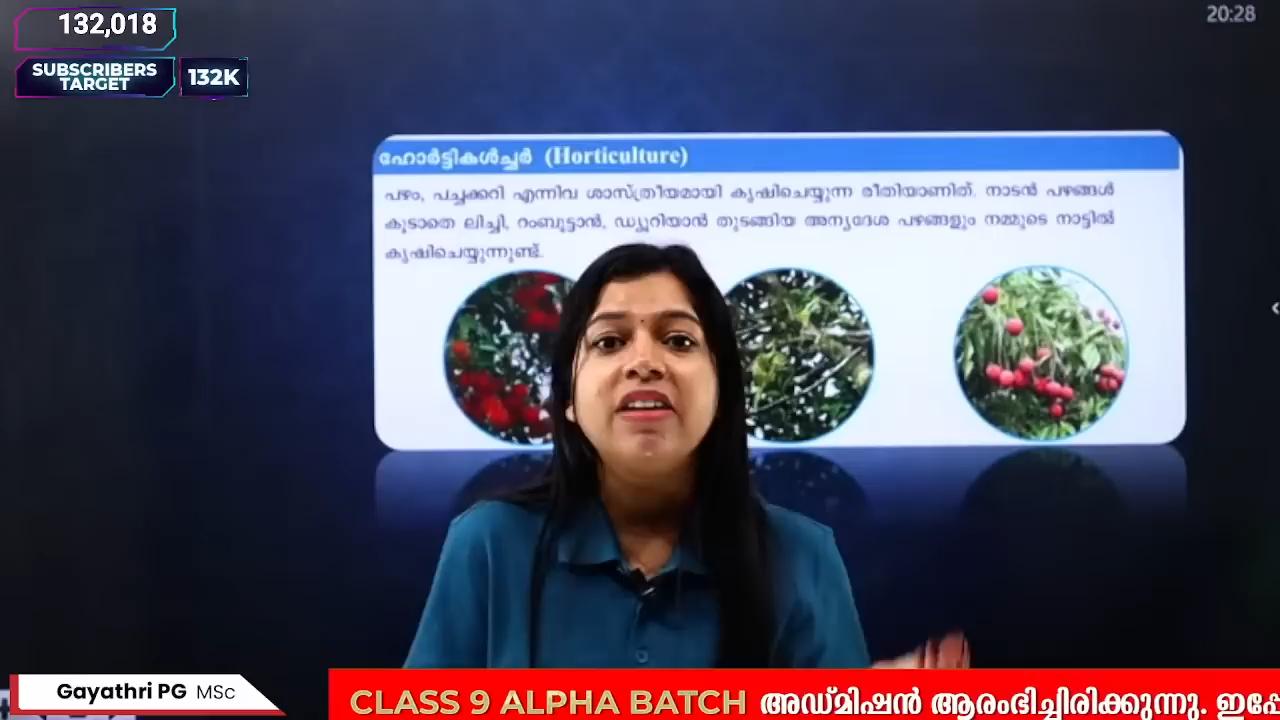 132,018
20:28
SUBSCRIBERS
TARGET
132K
ഹോർട്ടികൾച്ചർ (Horticulture)
പഴം, പച്ചക്കറി എന്നിവ ശാസ്ത്രീയമായി കൃഷിചെയ്യുന്ന രീതിയാണിത്. നാടൻ പഴങ്ങൾ
കൂടാതെ ലിച്ചി, റംബൂട്ടാൻ, ഡ്യൂറിയാൻ തുടങ്ങിയ അന്യദേശ പഴങ്ങളും നമ്മുടെ നാട്ടിൽ
കൃഷിചെയ്യുന്നുണ്ട്.
Gayathri PG MSc
CLASS 9 ALPHA BATCH അഡ്മിഷൻ ആരംഭിച്ചിരിക്കുന്നു.